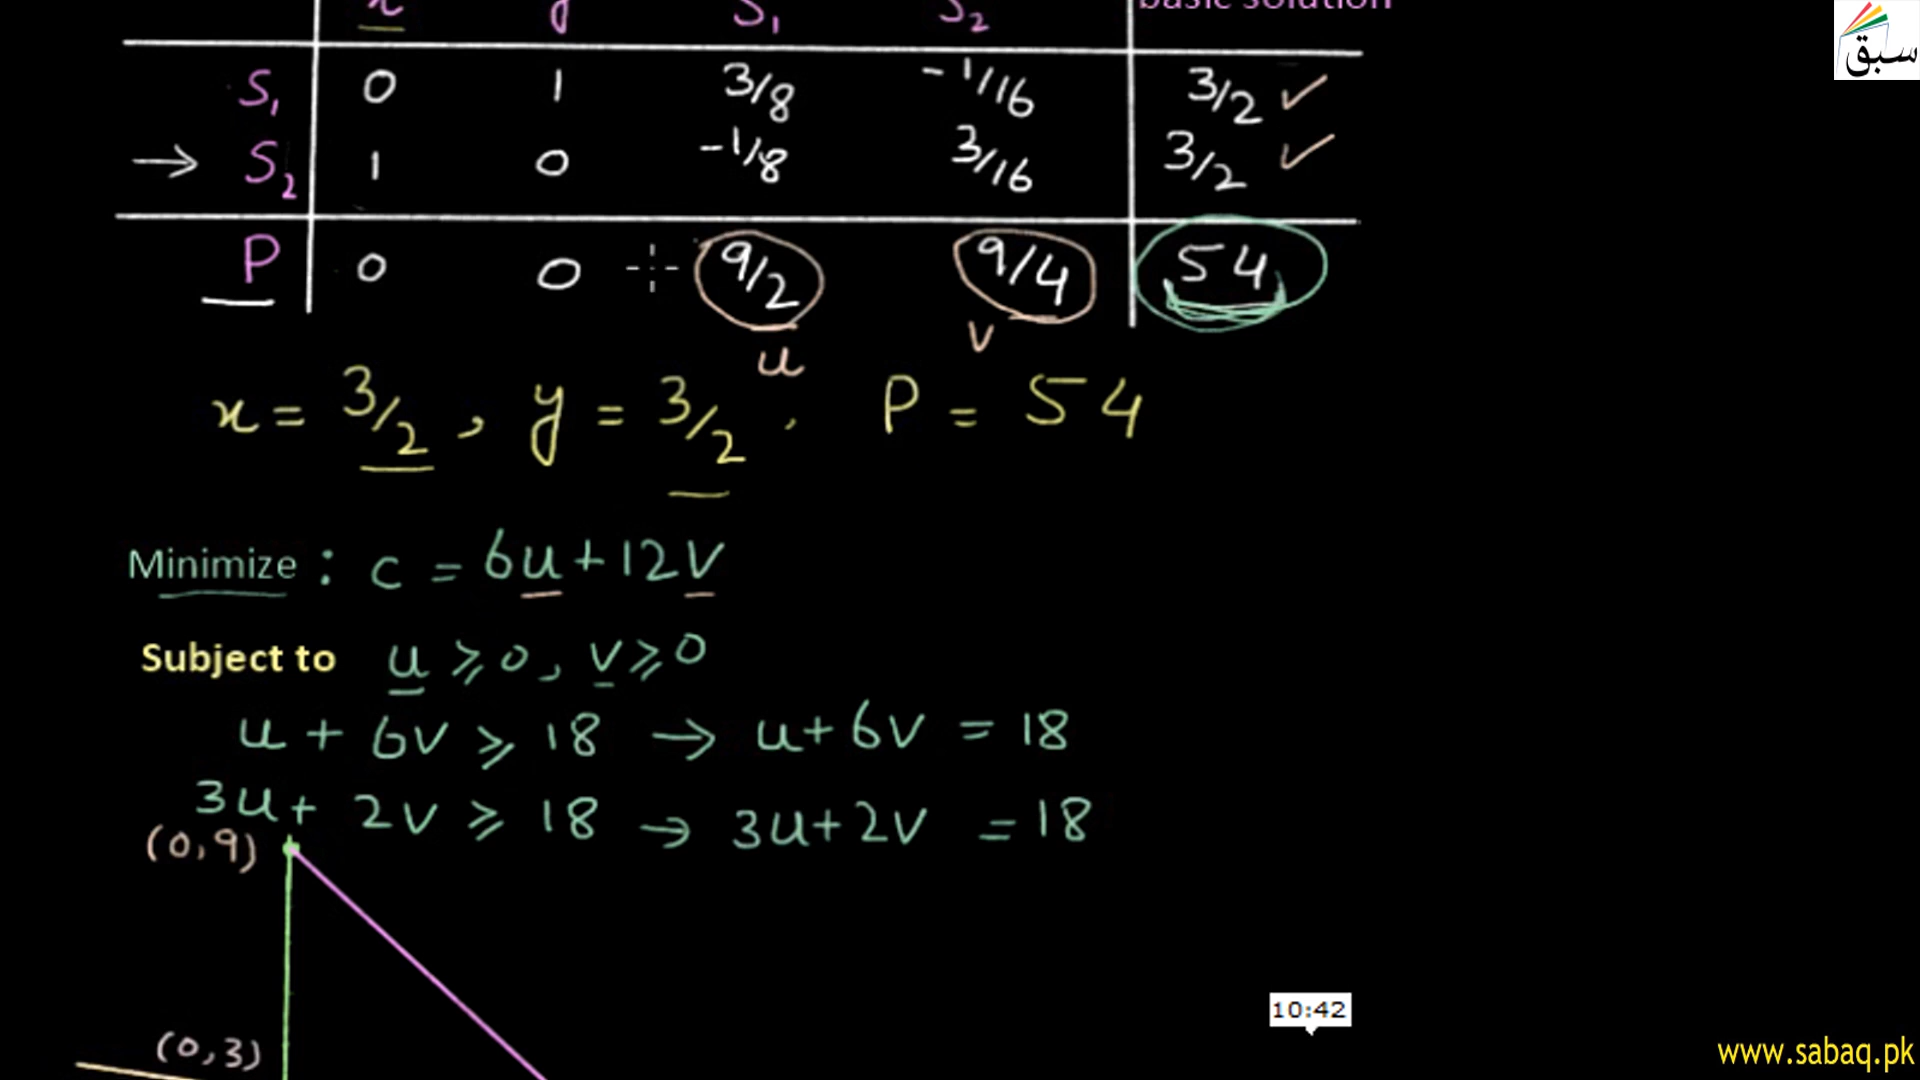 x y S₁ S₂ basic solution
سبق
S₁ 0 1 3/8 -1/16 3/2 ✓
→ S₂ 1 0 -1/8 3/16 3/2 ✓
P 0 0 9/2 9/4 54
u v
x = 3/2 , y = 3/2 , P = 54
Minimize : c = 6u + 12v
Subject to u ⩾ 0 , v ⩾ 0
u + 6v ⩾ 18 → u + 6v = 18
3u + 2v ⩾ 18 → 3u + 2v = 18
(0,9)
10:42
(0,3)
www.sabaq.pk